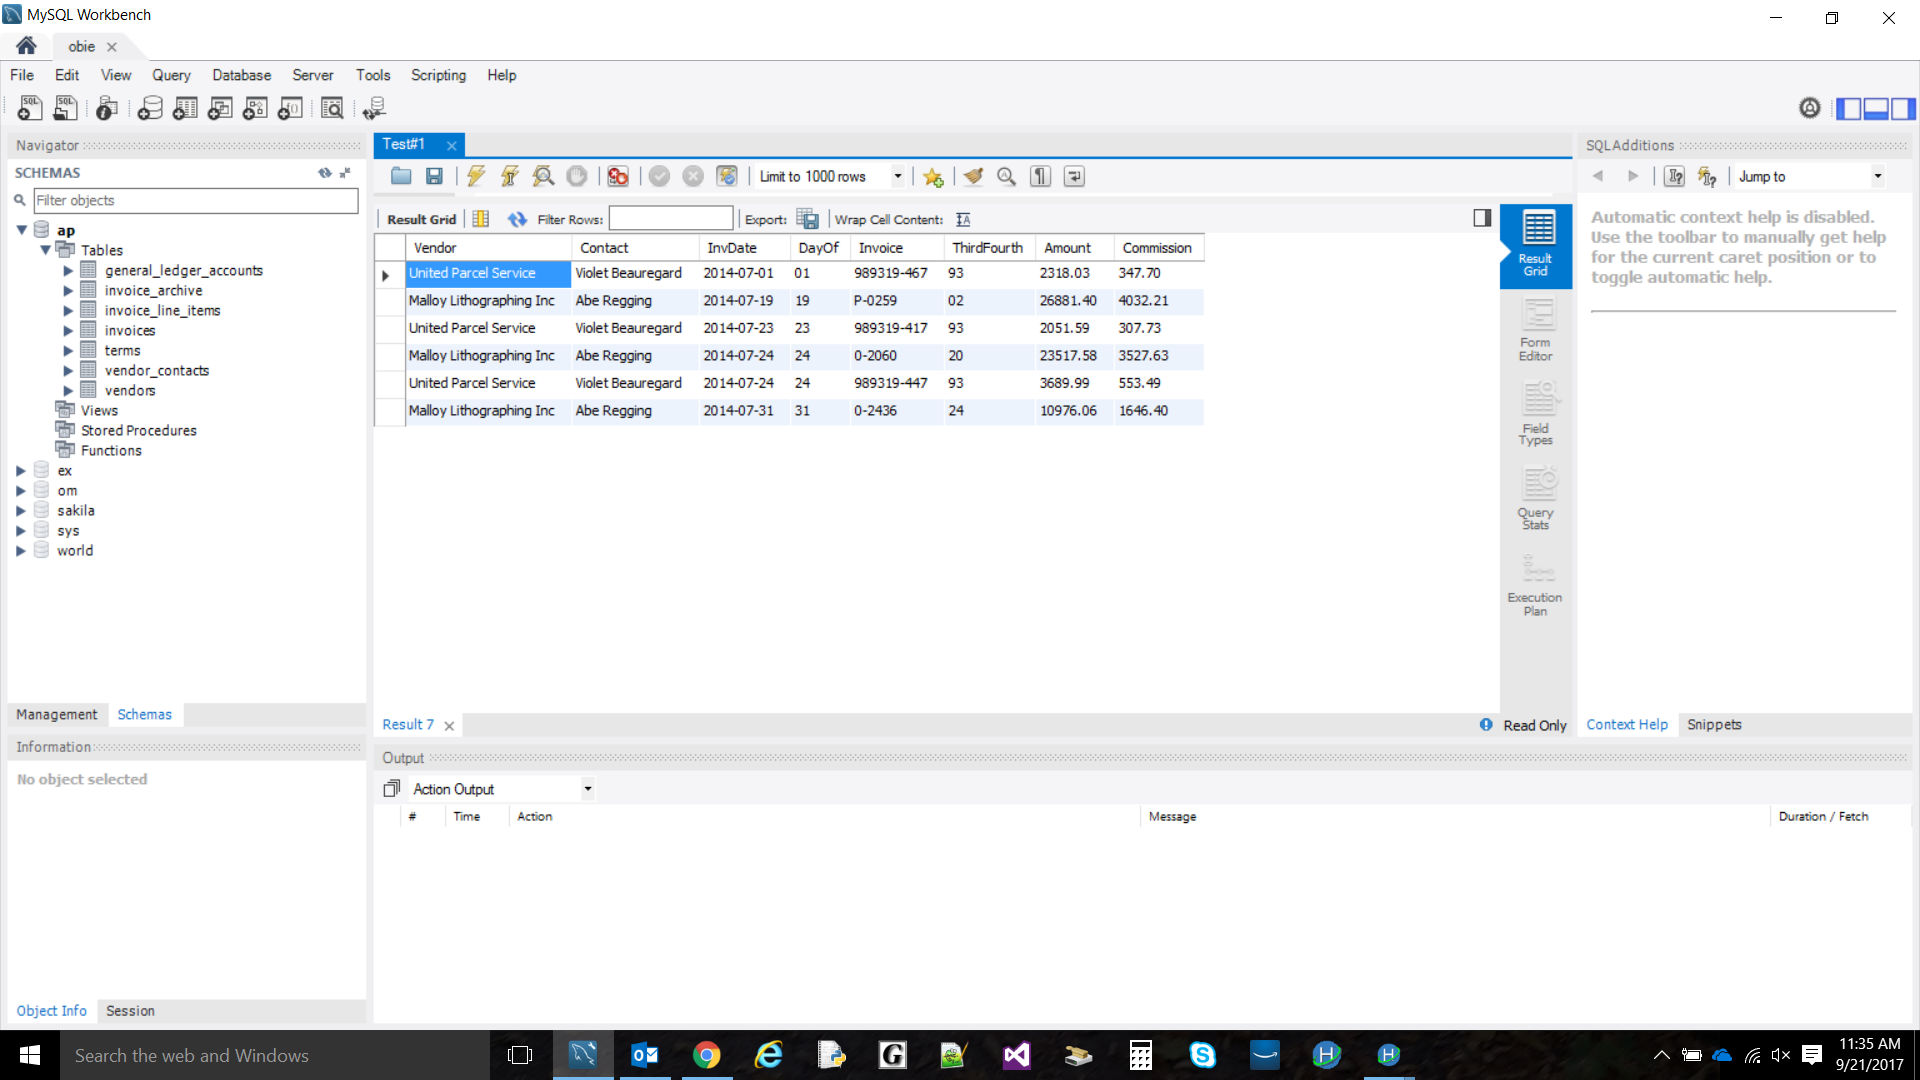 MySQL Workbench
obie
File Edit View Query Database Server Tools Scripting Help
Navigator
SCHEMAS
Filter objects
ap
Tables
general_ledger_accounts
invoice_archive
invoice_line_items
invoices
terms
vendor_contacts
vendors
Views
Stored Procedures
Functions
ex
om
sakila
sys
world
Management Schemas
Information
No object selected
Object Info Session
Test#1
Limit to 1000 rows
Result Grid Filter Rows: Export: Wrap Cell Content:
Vendor Contact InvDate DayOf Invoice ThirdFourth Amount Commission
United Parcel Service Violet Beauregard 2014-07-01 01 989319-467 93 2318.03 347.70
Malloy Lithographing Inc Abe Regging 2014-07-19 19 P-0259 02 26881.40 4032.21
United Parcel Service Violet Beauregard 2014-07-23 23 989319-417 93 2051.59 307.73
Malloy Lithographing Inc Abe Regging 2014-07-24 24 0-2060 20 23517.58 3527.63
United Parcel Service Violet Beauregard 2014-07-24 24 989319-447 93 3689.99 553.49
Malloy Lithographing Inc Abe Regging 2014-07-31 31 0-2436 24 10976.06 1646.40
Result
Grid
Form
Editor
Field
Types
Query
Stats
Execution
Plan
Result 7
Read Only
SQLAdditions
Jump to
Automatic context help is disabled.
Use the toolbar to manually get help
for the current caret position or to
toggle automatic help.
Context Help Snippets
Output
Action Output
# Time Action Message Duration / Fetch
Search the web and Windows
11:35 AM
9/21/2017